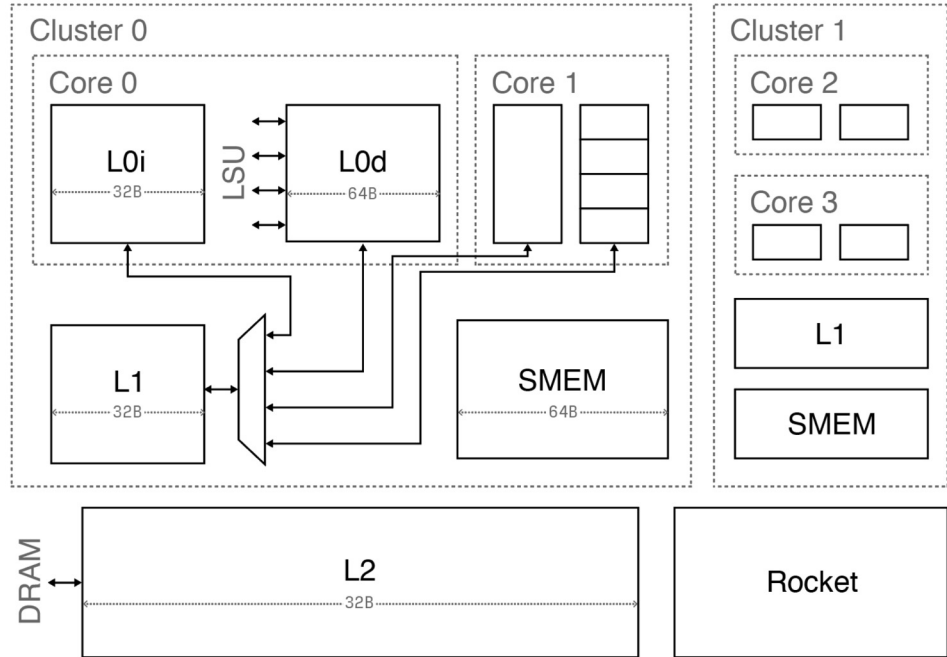 Cluster 0
Core 0
L0i
32B
LSU
L0d
64B
Core 1
L1
32B
SMEM
64B
Cluster 1
Core 2
Core 3
L1
SMEM
DRAM
L2
32B
Rocket